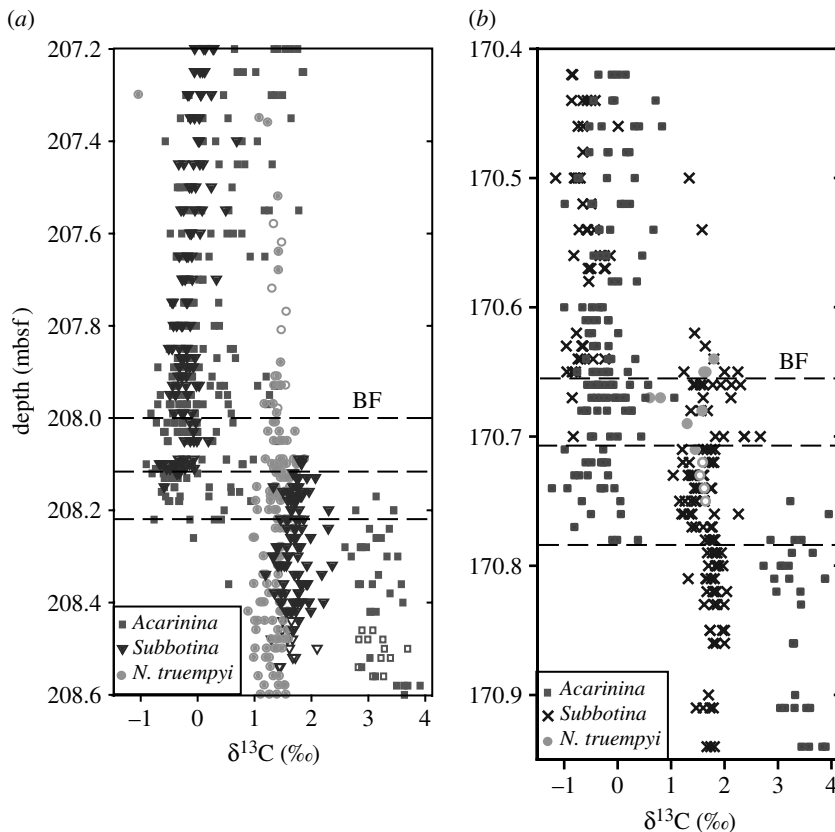 (a)
207.2
207.4
207.6
207.8
208.0
208.2
208.4
208.6
depth (mbsf)
BF
Acarinina
Subbotina
N. truempyi
–1 0 1 2 3 4
δ13C (‰)
(b)
170.4
170.5
170.6
170.7
170.8
170.9
BF
Acarinina
Subbotina
N. truempyi
–1 0 1 2 3 4
δ13C (‰)